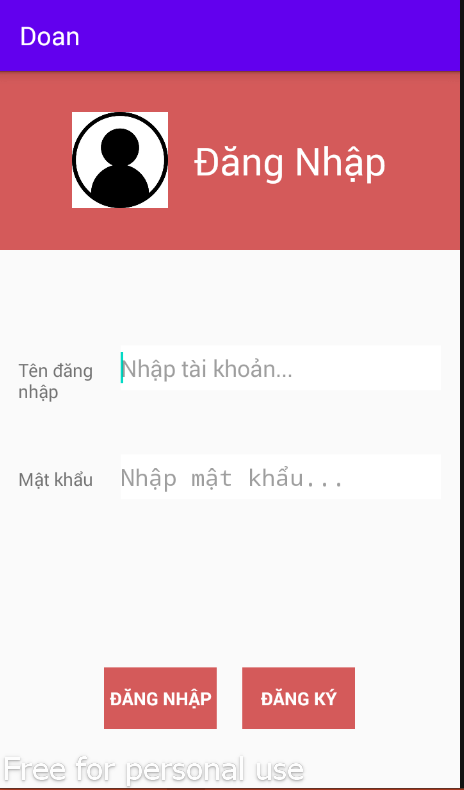 Doan
Đăng Nhập
Tên đăng
nhập
Nhập tài khoản...
Mật khẩu
Nhập mật khẩu...
ĐĂNG NHẬP
ĐĂNG KÝ
Free for personal use